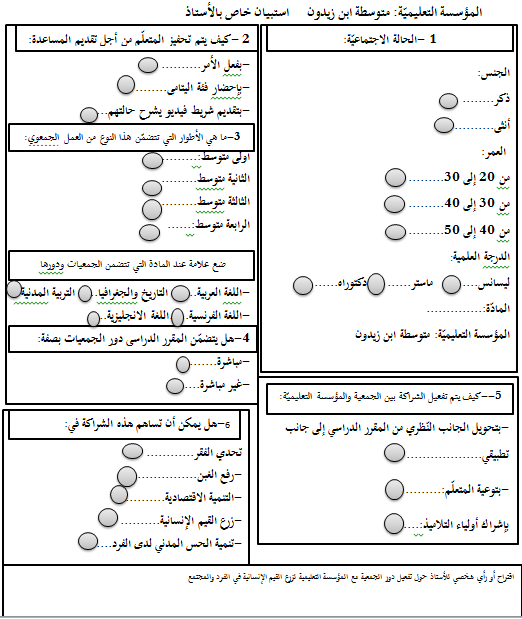 المؤسسة التعليميّة: متوسطة ابن زيدون استبيان خاص بالأستاذ
1 –الحالة الاجتماعيّة:
الجنس:
ذكر........
أنثى........
العمر:
من 20 إلى 30.........
من 30 إلى 40.........
من 40 إلى 50.........
الدرجة العلمية:
ليسانس...... ماستر....... دكتوراه.......
المادّة:....................
المؤسسة التعليميّة: متوسطة ابن زيدون
2 –كيف يتم تحفيز المتعلّم من أجل تقديم المساعدة:
–بفعل الأمر...........
–بإحضار فئة اليتامى......
–بتقديم شريط فيديو يشرح حالتهم....
3–ما هي الأطوار التي تتضمّن هذا النوع من العمل الجمعوي:
اولى متوسط:..........
الثانية متوسط..........
الثالثة متوسط..........
الرابعة متوسط:........
ضع علامة عند المادة التي تتضمن الجمعيات ودورها
–اللغة العربية.... التاريخ والجغرافيا... التربية المدنية
–اللغة الفرنسية... اللغة الانجليزية...
4–هل يتضمّن المقرر الدراسي دور الجمعيات بصفة:
–مباشرة........
–غير مباشرة......
5––كيف يتم تفعيل الشراكة بين الجمعية والمؤسسة التعليميّة:
–بتحويل الجانب النّظري من المقرر الدراسي إلى جانب
تطبيقي..................
–بتوعية المتعلّم:.........
بإشراك أولياء التلاميذ:.....
6–هل يمكن أن تساهم هذه الشراكة في:
تحدي الفقر.............
–رفع الغبن.............
–التنمية الاقتصادية........
–زرع القيم الإنسانية.......
–تنمية الحس المدني لدى الفرد....
اقتراح أو رأي شخصي للأستاذ حول تفعيل دور الجمعية مع المؤسسة التعليمية لزرع القيم الإنسانية في الفرد والمجتمع